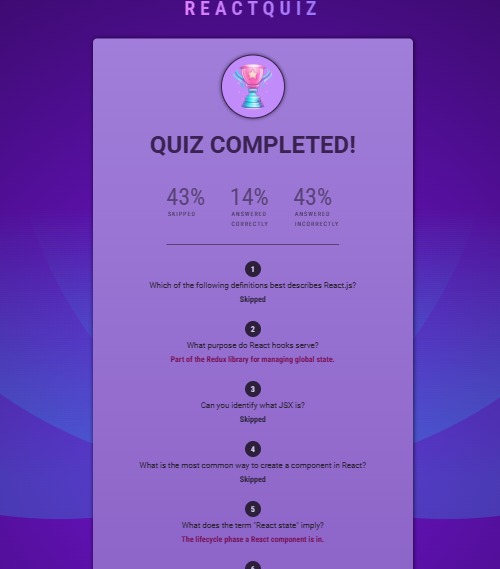 REACTQUIZ
QUIZ COMPLETED!
43% 14% 43%
SKIPPED ANSWERED ANSWERED
CORRECTLY INCORRECTLY
1
Which of the following definitions best describes React.js?
Skipped
2
What purpose do React hooks serve?
Part of the Redux library for managing global state.
3
Can you identify what JSX is?
Skipped
4
What is the most common way to create a component in React?
Skipped
5
What does the term "React state" imply?
The lifecycle phase a React component is in.